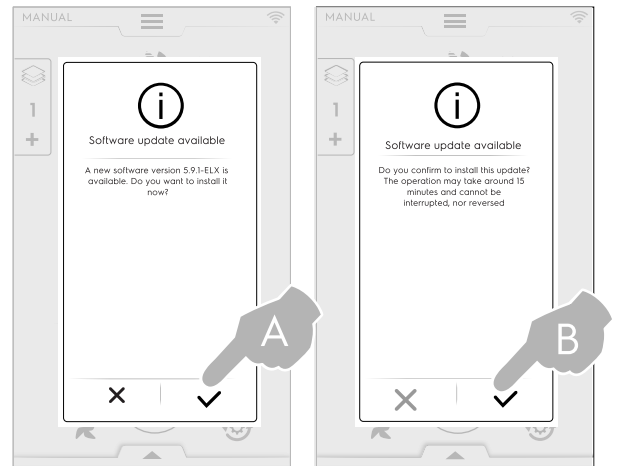 MANUAL
1
Software update available
A new software version 5.9.1-ELX is
available. Do you want to install it
now?
A
MANUAL
1
Software update available
Do you confirm to install this update?
The operation may take around 15
minutes and cannot be
interrupted, nor reversed
B